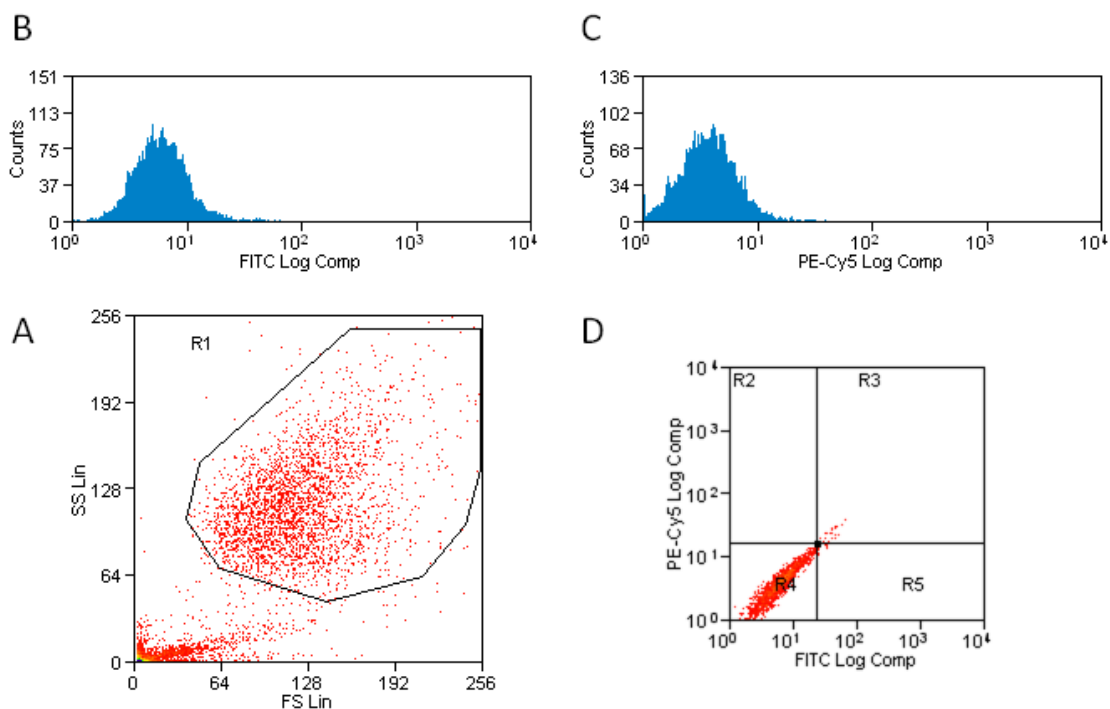 B
151
113
75
37
0
Counts
10⁰ 10¹ 10² 10³ 10⁴
FITC Log Comp
C
136
102
68
34
0
Counts
10⁰ 10¹ 10² 10³ 10⁴
PE-Cy5 Log Comp
A
256
192
128
64
0
SS Lin
R1
0 64 128 192 256
FS Lin
D
10⁴
10³
10²
10¹
10⁰
PE-Cy5 Log Comp
R2 R3
R4 R5
10⁰ 10¹ 10² 10³ 10⁴
FITC Log Comp